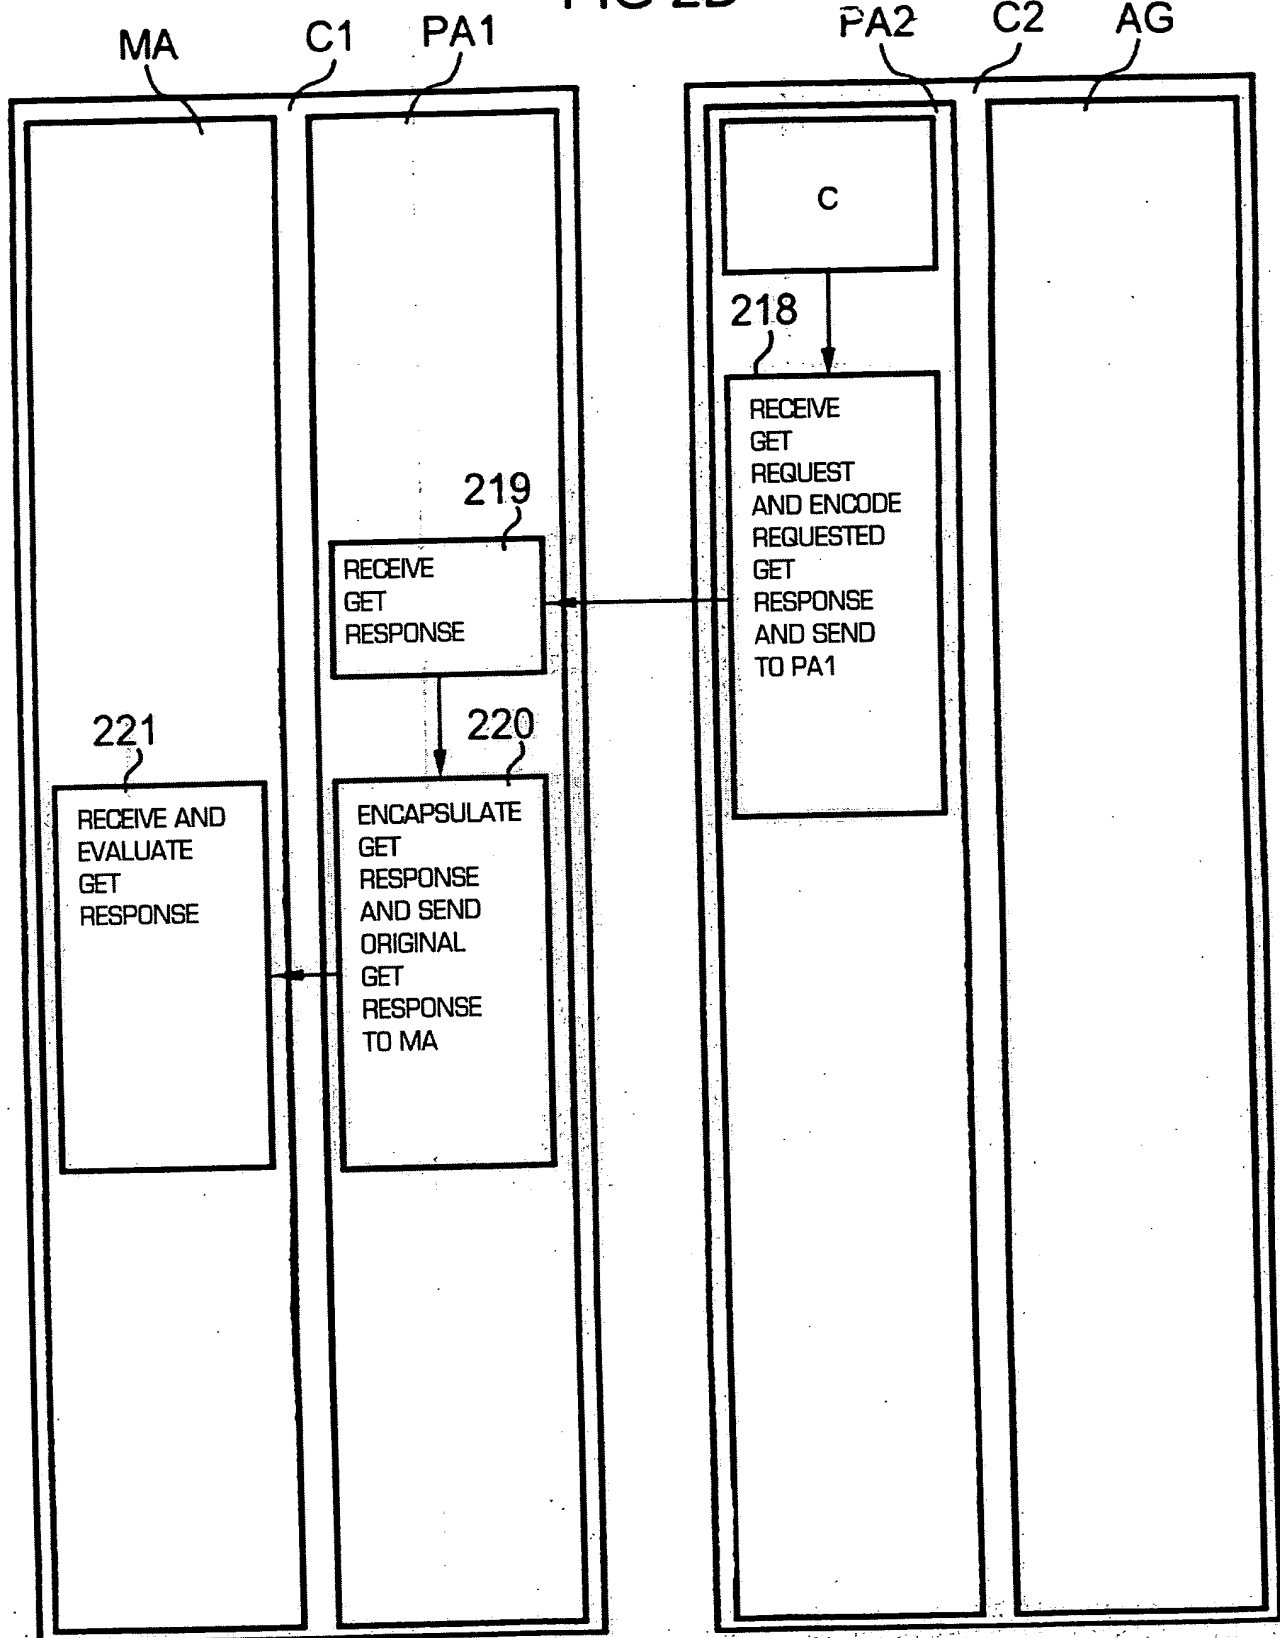 MA
C1
PA1
PA2
C2
AG
C
218
RECEIVE
GET
REQUEST
AND ENCODE
REQUESTED
GET
RESPONSE
AND SEND
TO PA1
219
RECEIVE
GET
RESPONSE
220
ENCAPSULATE
GET
RESPONSE
AND SEND
ORIGINAL
GET
RESPONSE
TO MA
221
RECEIVE AND
EVALUATE
GET
RESPONSE